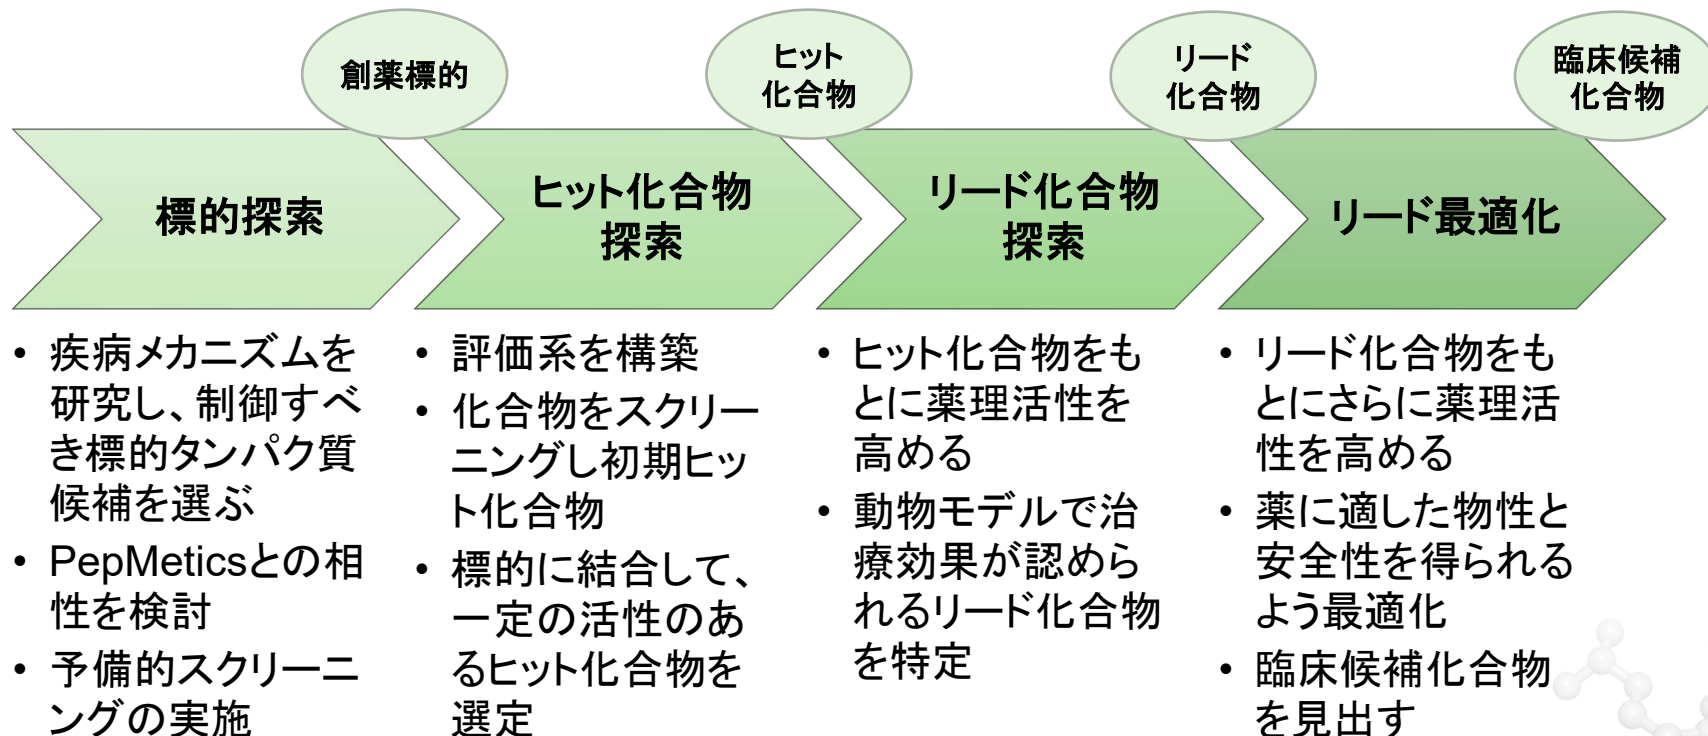 創薬標的
ヒット
化合物
リード
化合物
臨床候補
化合物
標的探索
ヒット化合物
探索
リード化合物
探索
リード最適化
• 疾病メカニズムを
研究し、制御すべ
き標的タンパク質
候補を選ぶ
• PepMeticsとの相
性を検討
• 予備的スクリーニ
ングの実施
• 評価系を構築
• 化合物をスクリー
ニングし初期ヒッ
ト化合物
• 標的に結合して、
一定の活性のあ
るヒット化合物を
選定
• ヒット化合物をも
とに薬理活性を
高める
• 動物モデルで治
療効果が認めら
れるリード化合物
を特定
• リード化合物をも
とにさらに薬理活
性を高める
• 薬に適した物性と
安全性を得られる
よう最適化
• 臨床候補化合物
を見出す